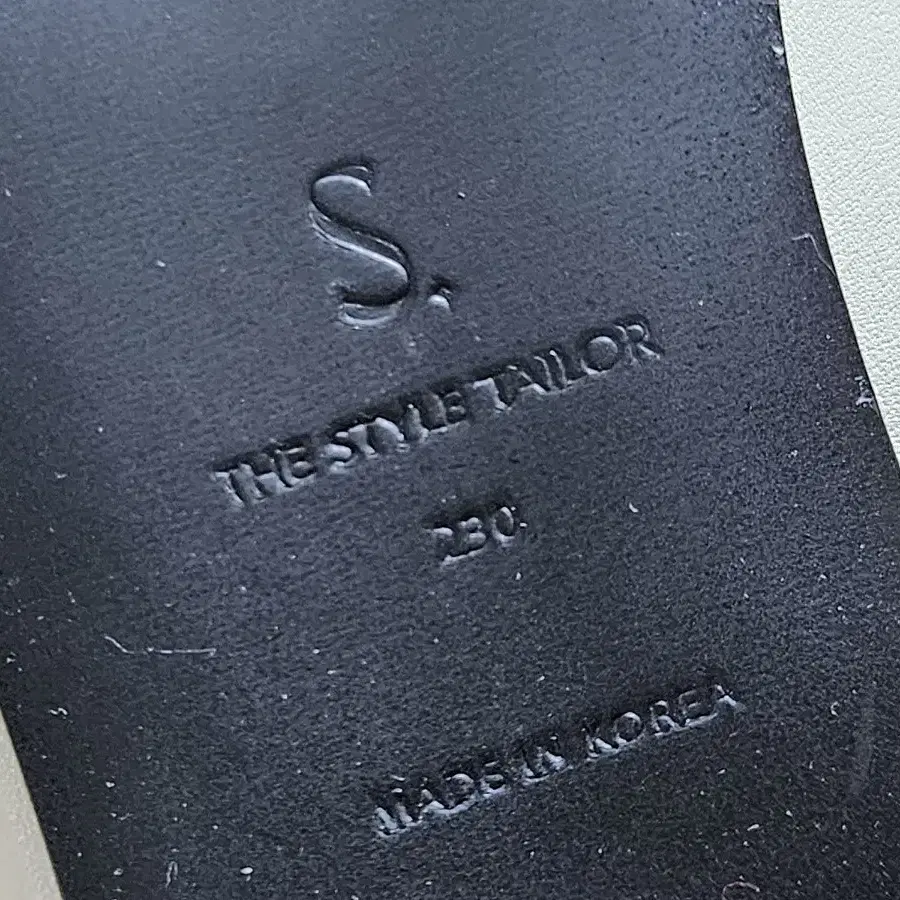 S.
THE STYLE TAILOR
230
MADE IN KOREA